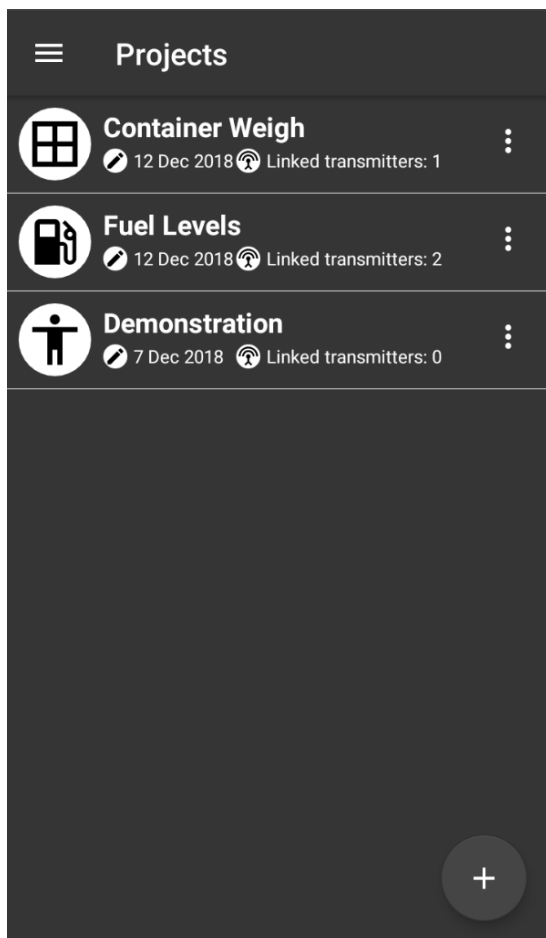 Projects
Container Weigh
12 Dec 2018 Linked transmitters: 1
Fuel Levels
12 Dec 2018 Linked transmitters: 2
Demonstration
7 Dec 2018 Linked transmitters: 0